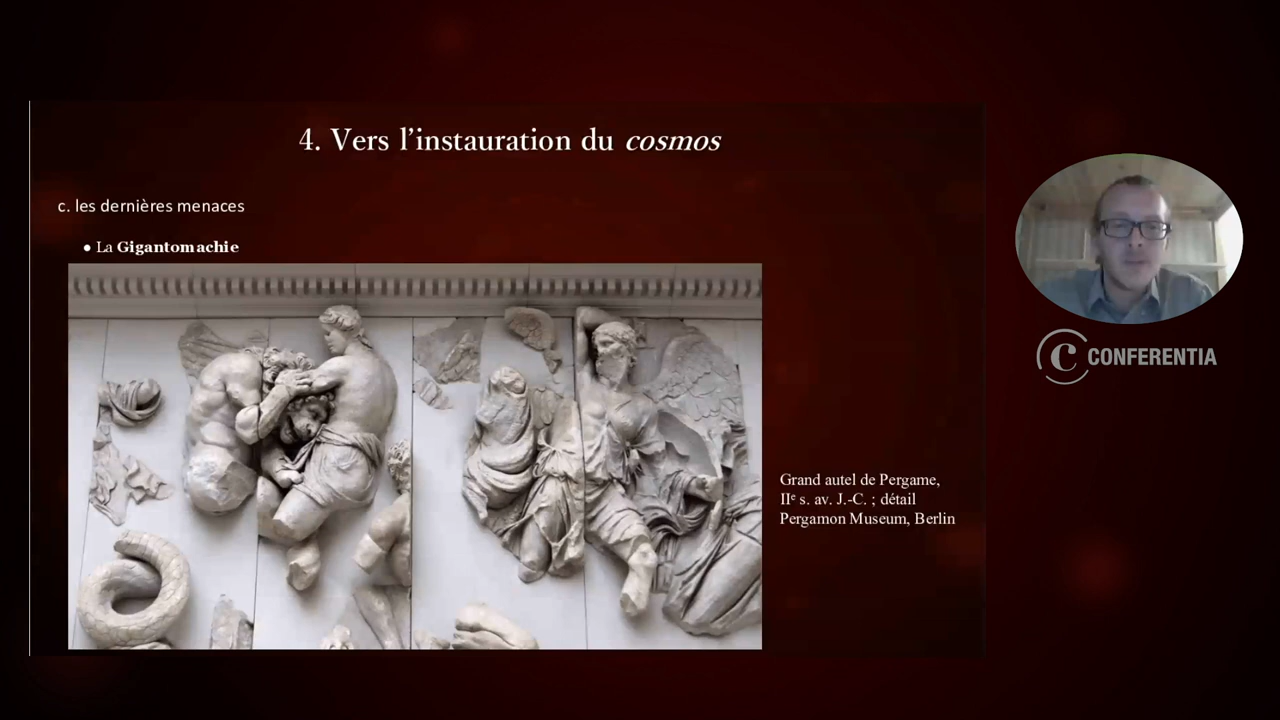 4. Vers l’instauration du cosmos
c. les dernières menaces
● La Gigantomachie
Grand autel de Pergame,
IIᵉ s. av. J.-C. ; détail
Pergamon Museum, Berlin
C CONFERENTIA